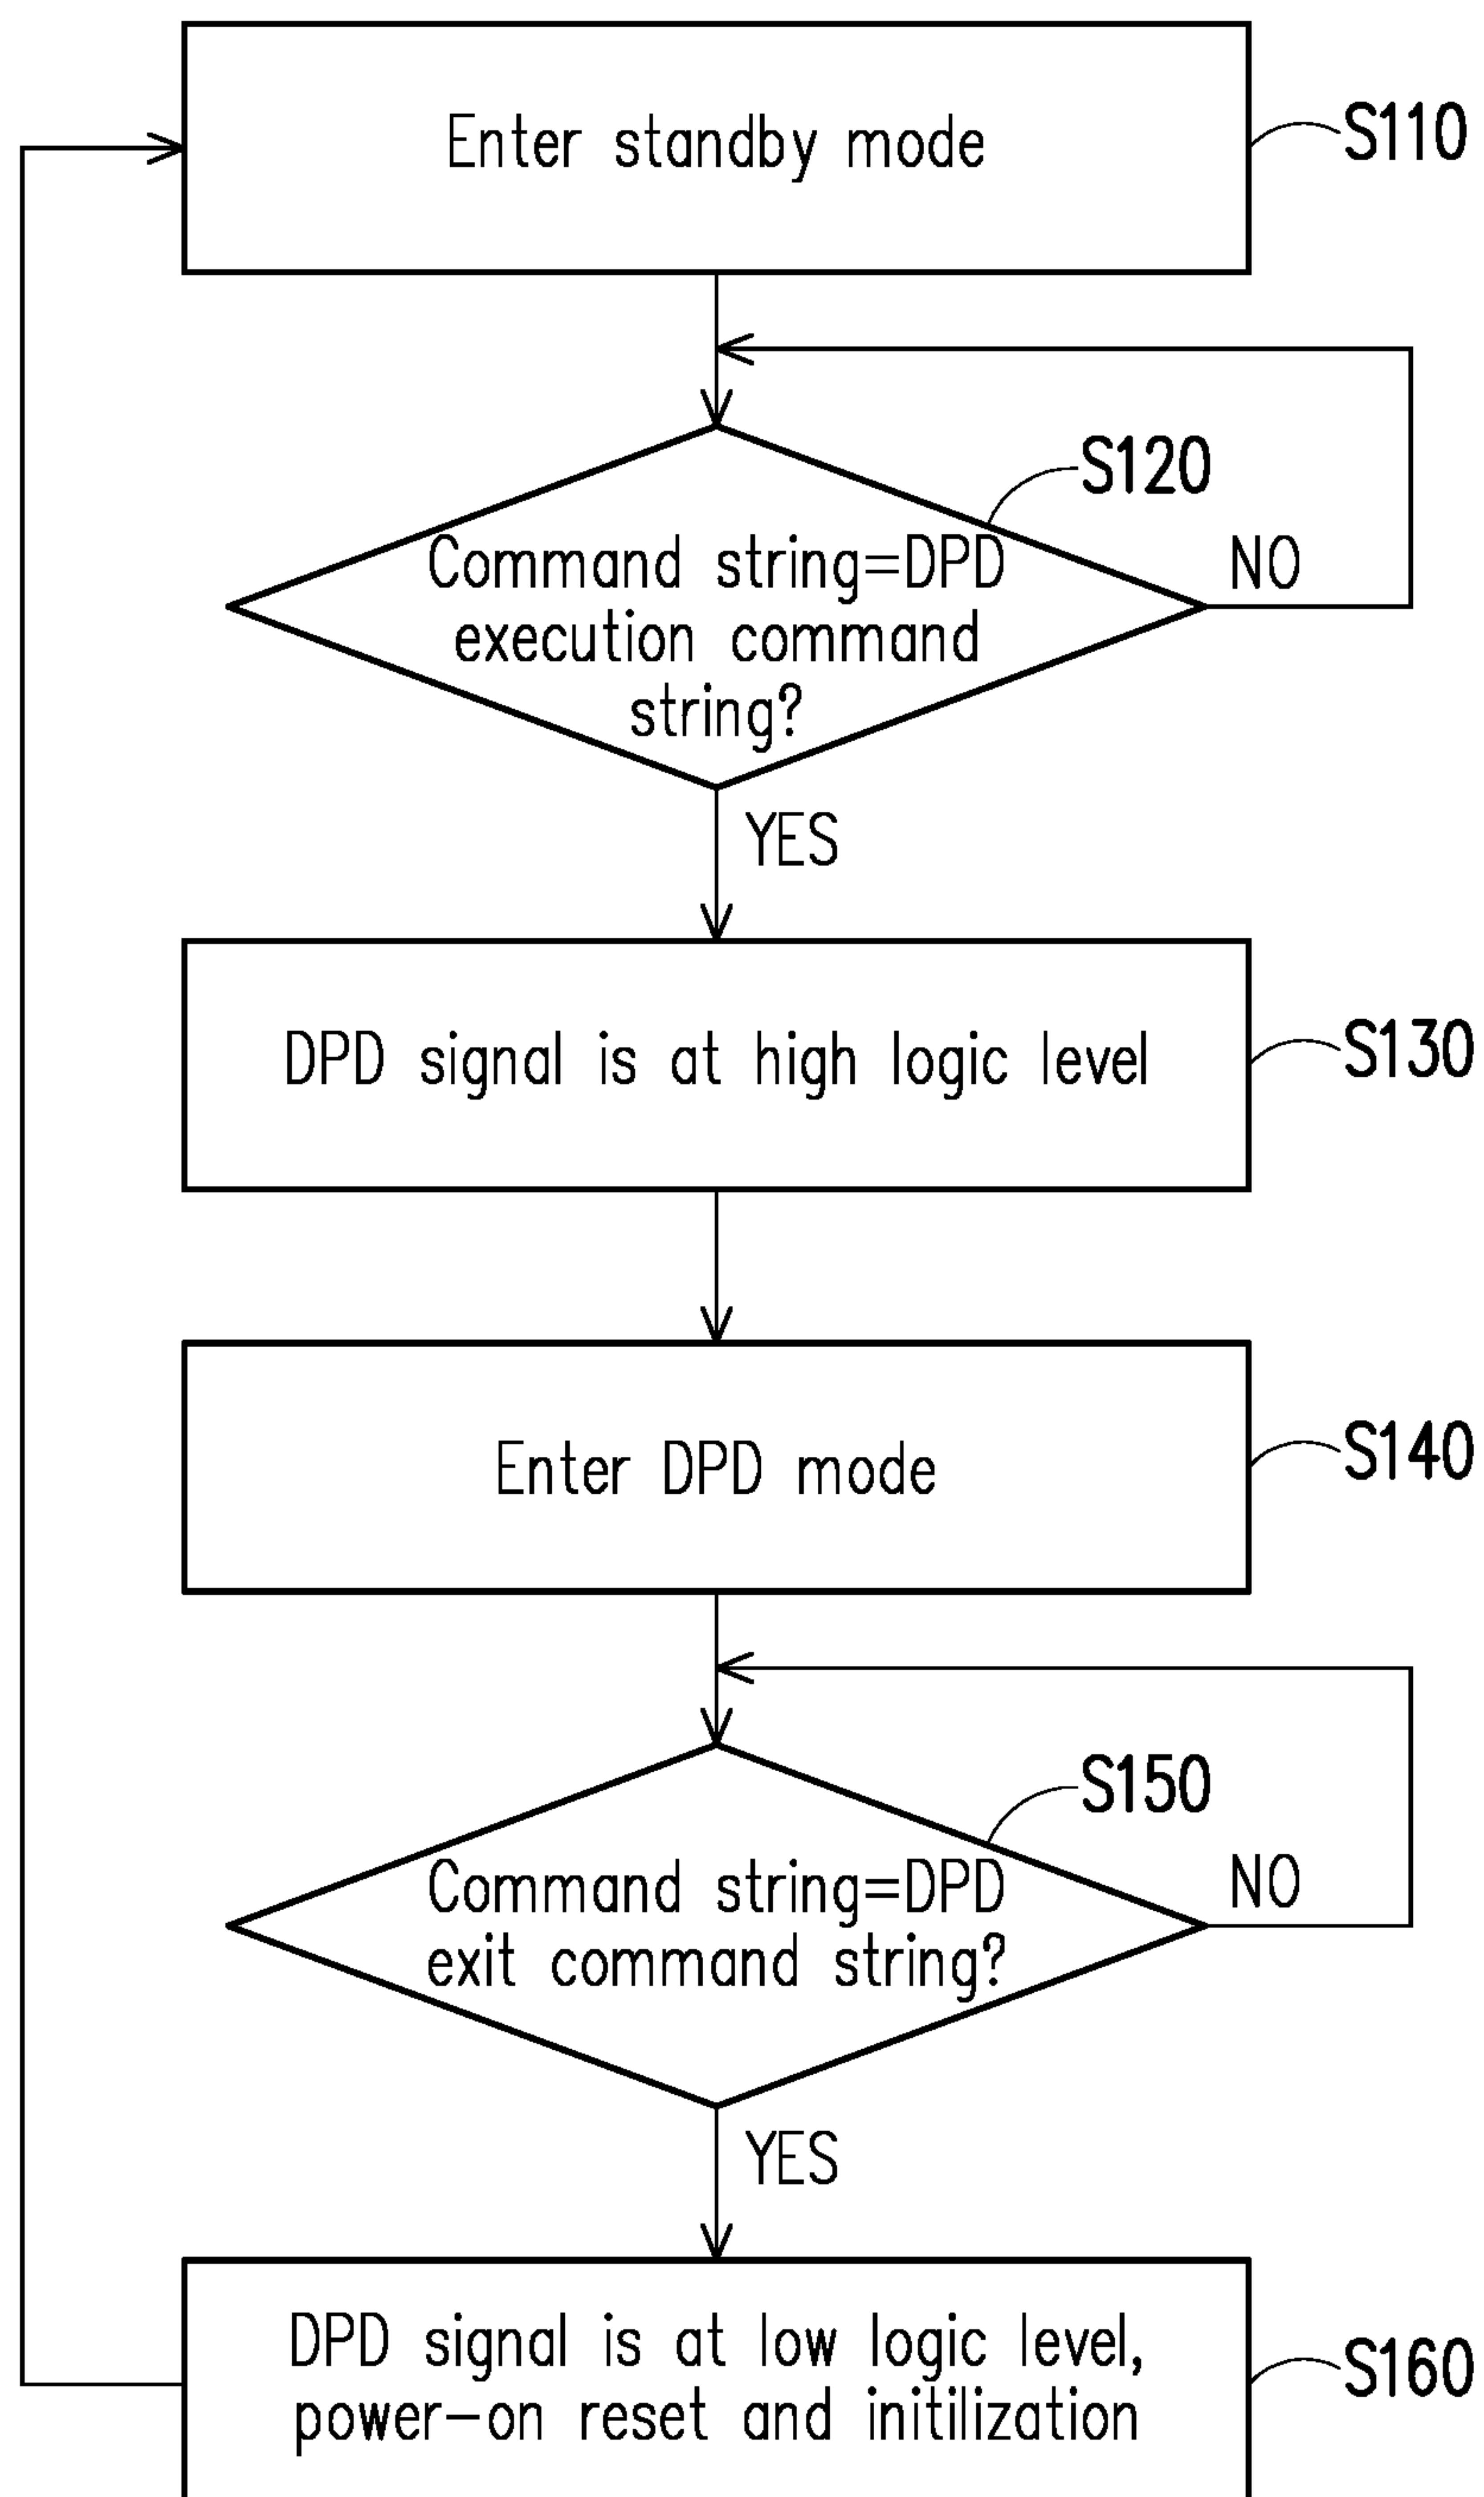 Enter standby mode
S110
S120
Command string=DPD
execution command
string?
NO
YES
DPD signal is at high logic level
S130
Enter DPD mode
S140
S150
Command string=DPD
exit command string?
NO
YES
DPD signal is at low logic level,
power-on reset and initilization
S160